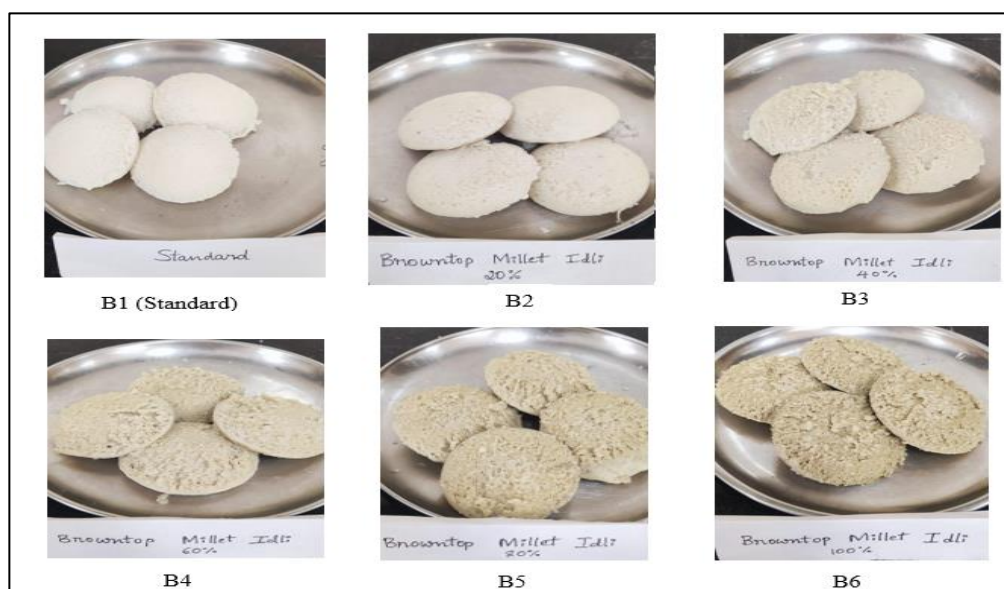 Standard
Browntop Millet Idli
20%
Browntop Millet Idli
40%
B1 (Standard)
B2
B3
Browntop Millet Idli
60%
Browntop Millet Idli
80%
Browntop Millet Idli
100%
B4
B5
B6